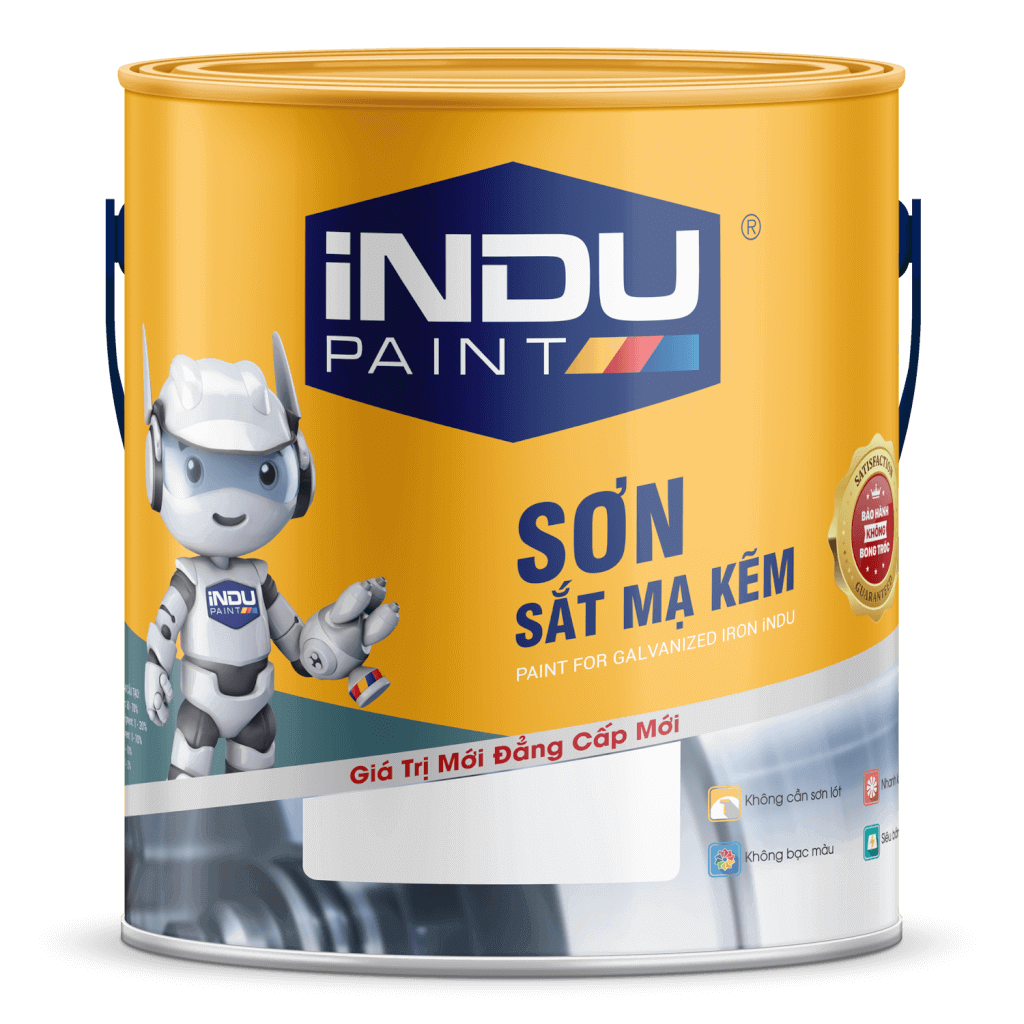 iNDU
PAINT
®
SƠN
SẮT MẠ KẼM
PAINT FOR GALVANIZED IRON iNDU
SATISFACTION
BẢO HÀNH
KHÔNG
BONG TRÓC
GUARANTEED
iNDU
PAINT
Giá Trị Mới Đẳng Cấp Mới
Không cần sơn lót
Không bạc màu